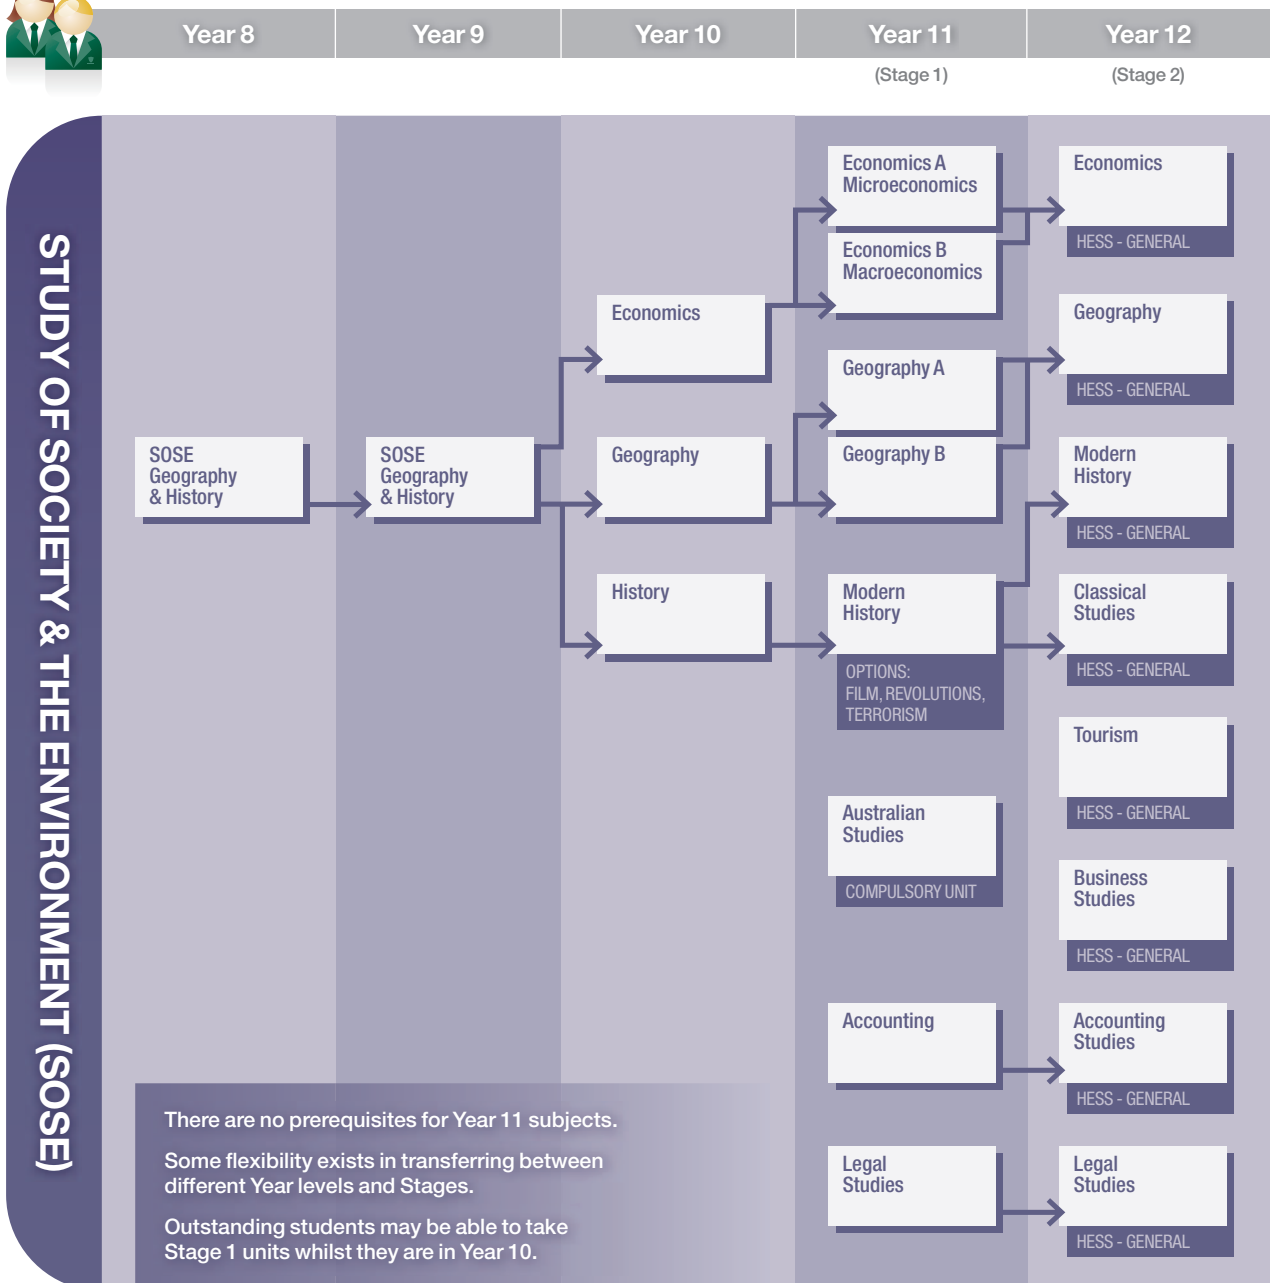 Year 8
Year 9
Year 10
Year 11
Year 12
(Stage 1)
(Stage 2)
STUDY OF SOCIETY & THE ENVIRONMENT (SOSE)
SOSE
Geography
& History
SOSE
Geography
& History
Economics
Geography
History
Economics A
Microeconomics
Economics B
Macroeconomics
Geography A
Geography B
Modern
History
OPTIONS:
FILM, REVOLUTIONS,
TERRORISM
Australian
Studies
COMPULSORY UNIT
Accounting
Legal
Studies
Economics
HESS - GENERAL
Geography
HESS - GENERAL
Modern
History
HESS - GENERAL
Classical
Studies
HESS - GENERAL
Tourism
HESS - GENERAL
Business
Studies
HESS - GENERAL
Accounting
Studies
HESS - GENERAL
Legal
Studies
HESS - GENERAL
There are no prerequisites for Year 11 subjects.
Some flexibility exists in transferring between
different Year levels and Stages.
Outstanding students may be able to take
Stage 1 units whilst they are in Year 10.